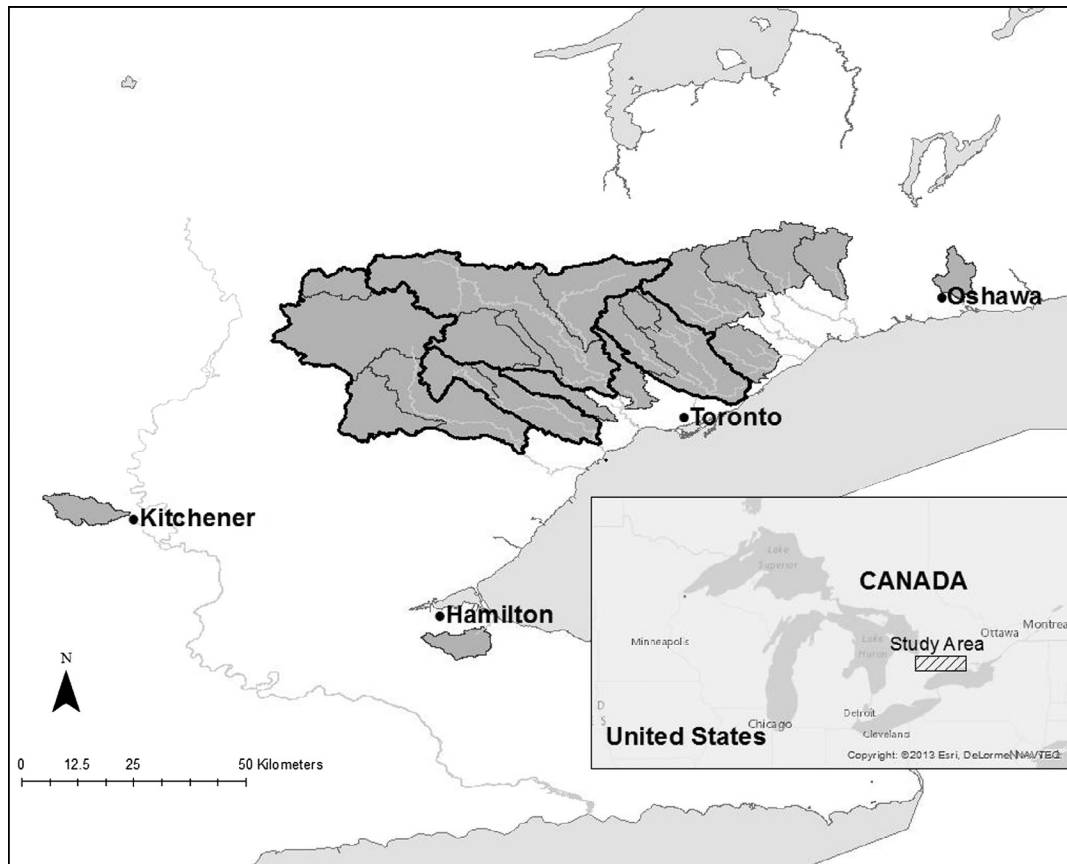 Oshawa
Toronto
Kitchener
Hamilton
N
0 12.5 25 50 Kilometers
Lake
Superior
CANADA
Ottawa
Montrea
Minneapolis
Lake
Huron
Study Area
Detroit
Chicago
Cleveland
United States
Copyright: ©2013 Esri, DeLorme, NAVTEQ